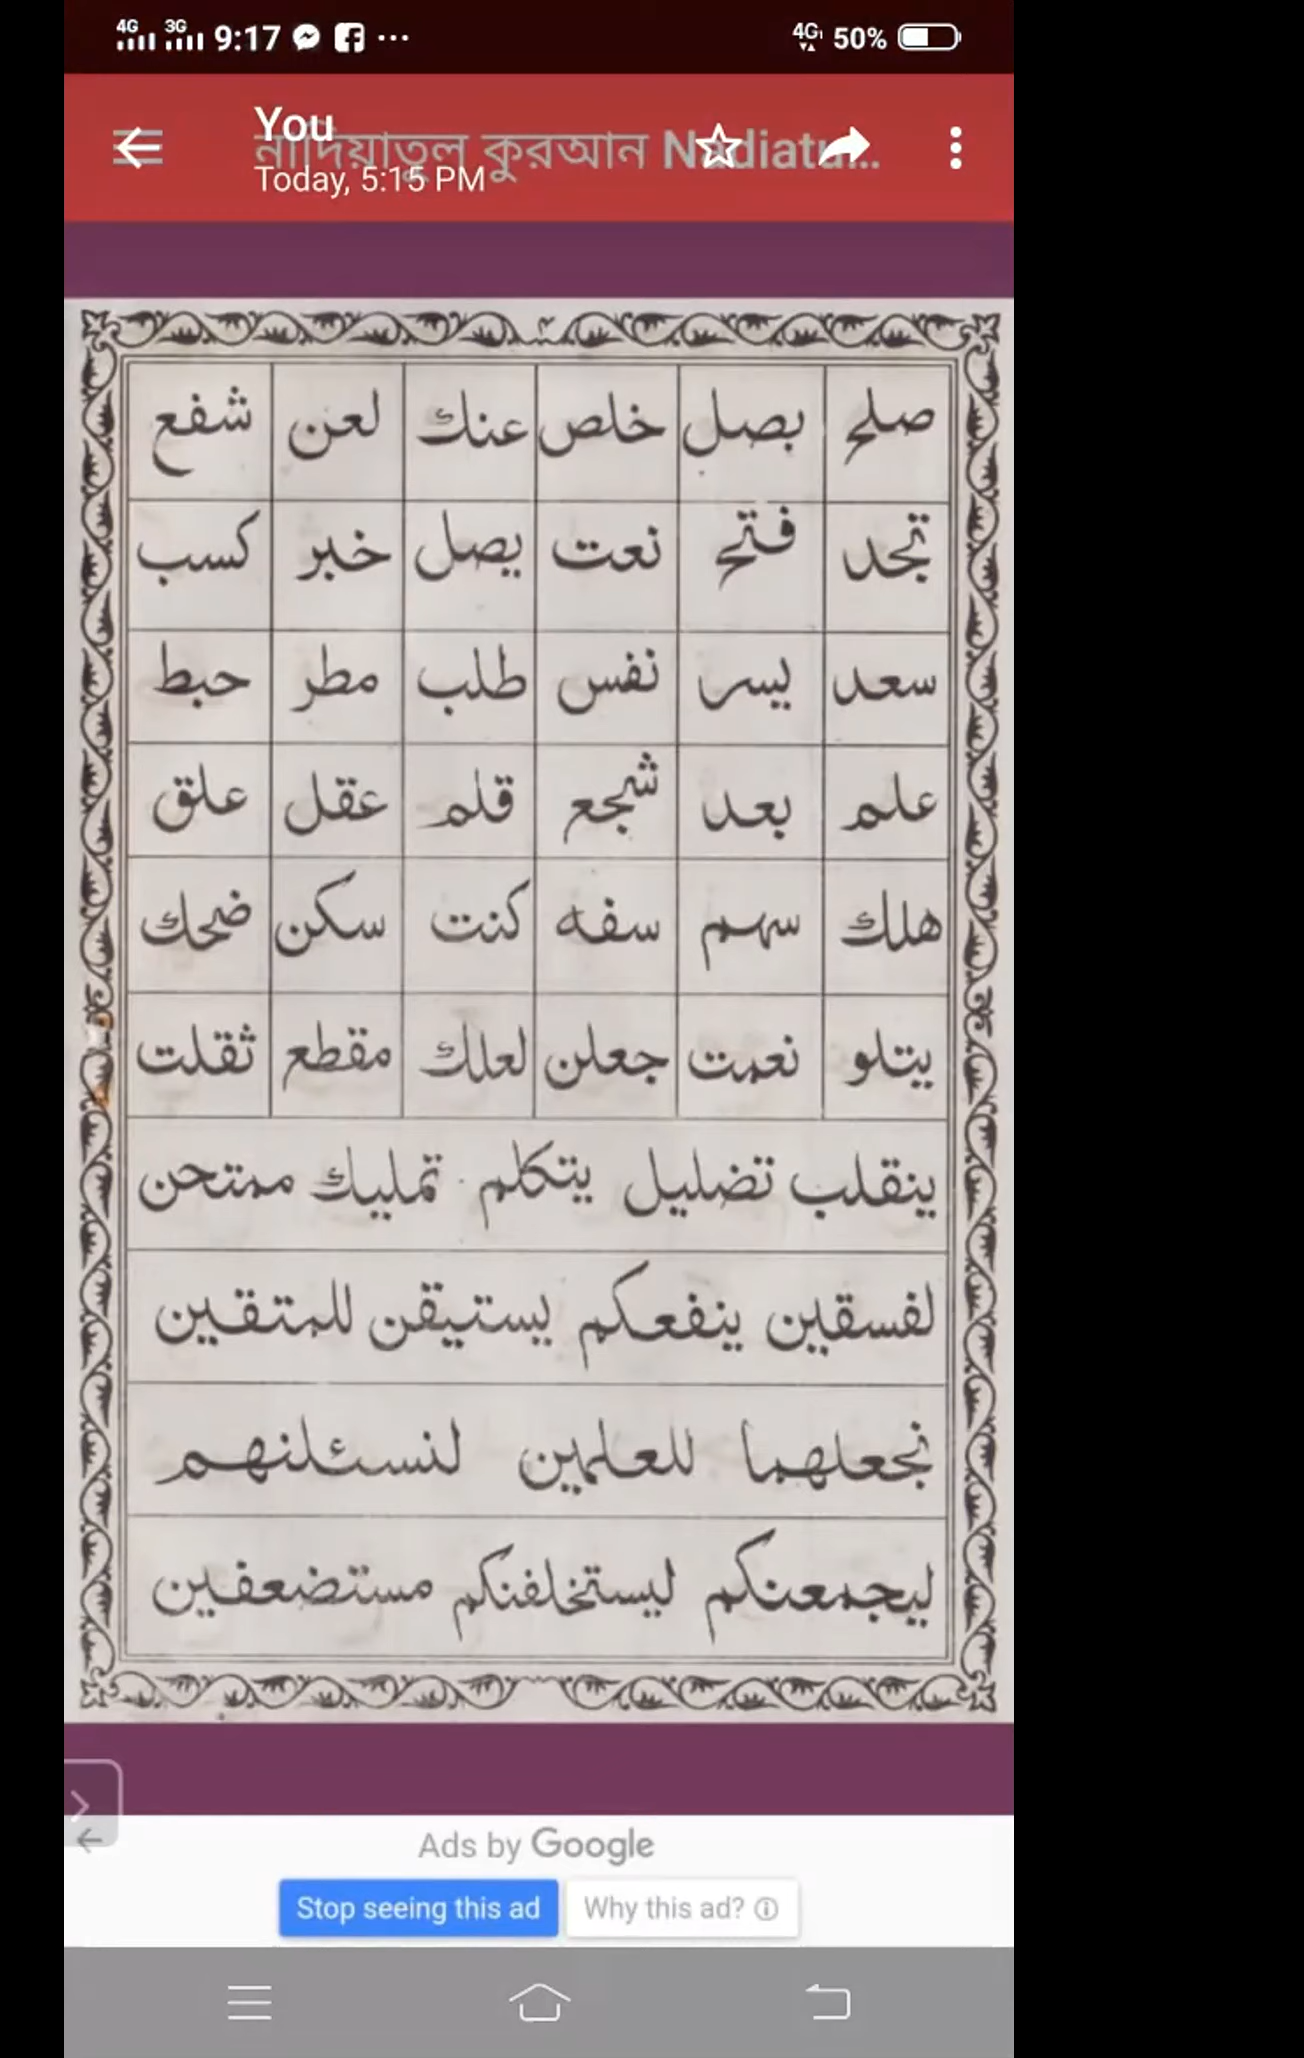 4G 3G 9:17 ... 4G 50%
You
নাদিয়াতুল কুরআন Nadiatu...
Today, 5:15 PM
صلح بصل خلص عنك لعن شفع
تجد فتح نعت يصل خبر كسب
سعد يسر نفس طلب مطر حبط
علم بعد شجع قلم عقل علق
هلك سهم سفه كنت سكن ضحك
يتلو نعمت جعلن لعلك مقطع ثقلت
ينقلب تضليل يتكلم تمليك ممتحن
لفسقين ينفعكم يستيقن للمتقين
نجعلهما للعلمين لنسئلنهم
ليجمعنكم ليستخلفنكم مستضعفين
Ads by Google
Stop seeing this ad Why this ad?